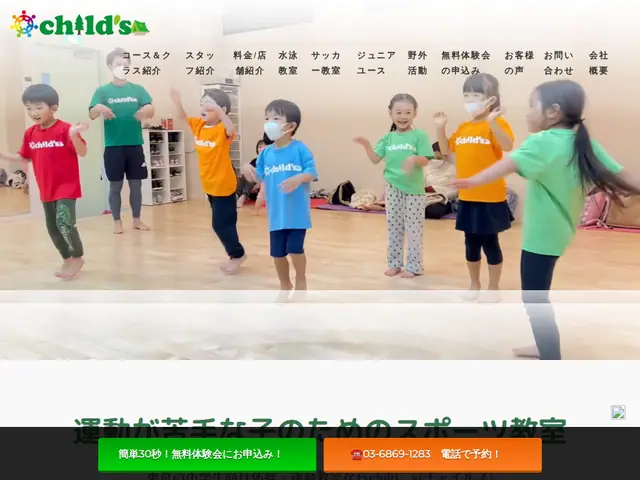 child's
コース＆クラス紹介
スタッフ紹介
料金/店舗紹介
水泳教室
サッカー教室
ジュニアユース
野外活動
無料体験会の申込み
お客様の声
お問い合わせ
会社概要
child's
child's
child's
child's
child's
運動が苦手な子のためのスポーツ教室
簡単30秒！無料体験会にお申込み！
☎03-6869-1283　電話で予約！